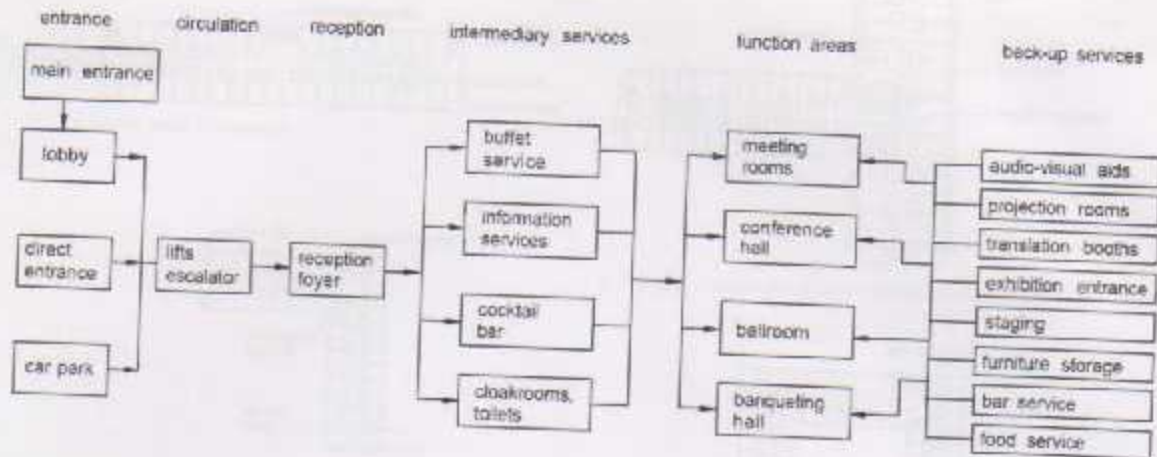 entrance
circulation
reception
intermediary services
function areas
back-up services
main entrance
lobby
direct
entrance
car park
lifts
escalator
reception
foyer
buffet
service
information
services
cocktail
bar
cloakrooms,
toilets
meeting
rooms
conference
hall
ballroom
banqueting
hall
audio-visual aids
projection rooms
translation booths
exhibition entrance
staging
furniture storage
bar service
food service